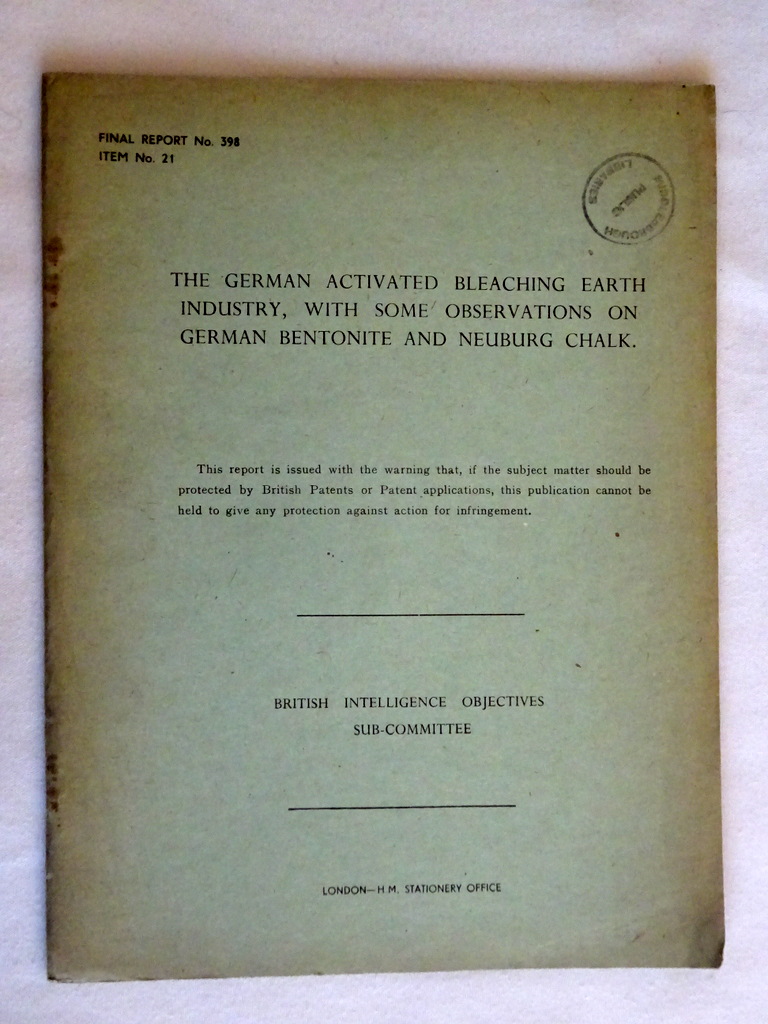 FINAL REPORT No. 398
ITEM No. 21
MIDDLESBROUGH
PUBLIC
LIBRARIES
THE GERMAN ACTIVATED BLEACHING EARTH
INDUSTRY, WITH SOME OBSERVATIONS ON
GERMAN BENTONITE AND NEUBURG CHALK.
This report is issued with the warning that, if the subject matter should be
protected by British Patents or Patent applications, this publication cannot be
held to give any protection against action for infringement.
BRITISH INTELLIGENCE OBJECTIVES
SUB-COMMITTEE
LONDON—H.M. STATIONERY OFFICE